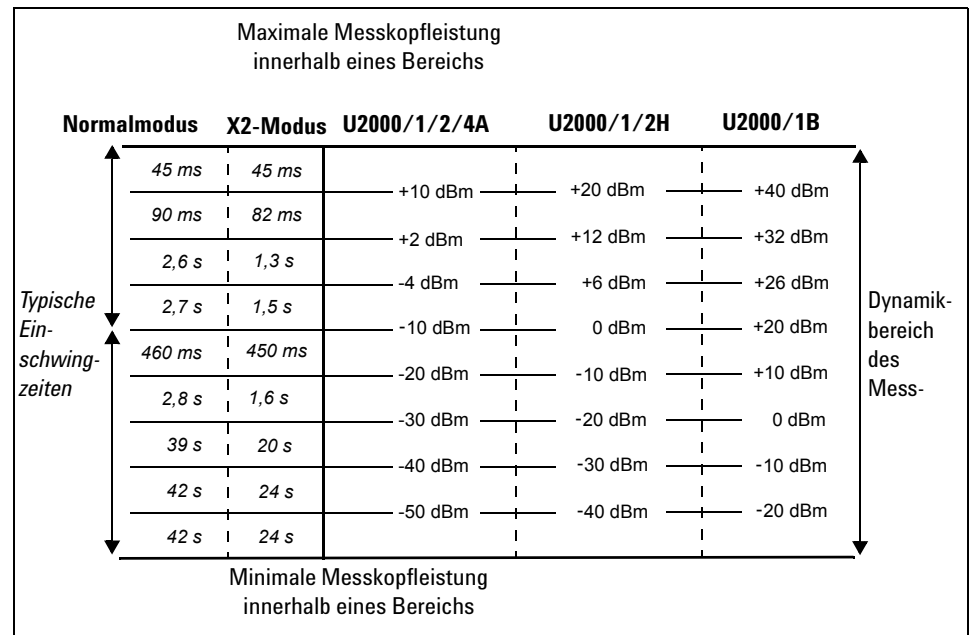 Maximale Messkopfleistung
innerhalb eines Bereichs
Normalmodus X2-Modus U2000/1/2/4A U2000/1/2H U2000/1B
45 ms 45 ms
+10 dBm +20 dBm +40 dBm
90 ms 82 ms
+2 dBm +12 dBm +32 dBm
2,6 s 1,3 s
-4 dBm +6 dBm +26 dBm
2,7 s 1,5 s
-10 dBm 0 dBm +20 dBm
460 ms 450 ms
-20 dBm -10 dBm +10 dBm
2,8 s 1,6 s
-30 dBm -20 dBm 0 dBm
39 s 20 s
-40 dBm -30 dBm -10 dBm
42 s 24 s
-50 dBm -40 dBm -20 dBm
42 s 24 s
Typische
Ein-
schwing-
zeiten
Dynamik-
bereich
des
Mess-
Minimale Messkopfleistung
innerhalb eines Bereichs